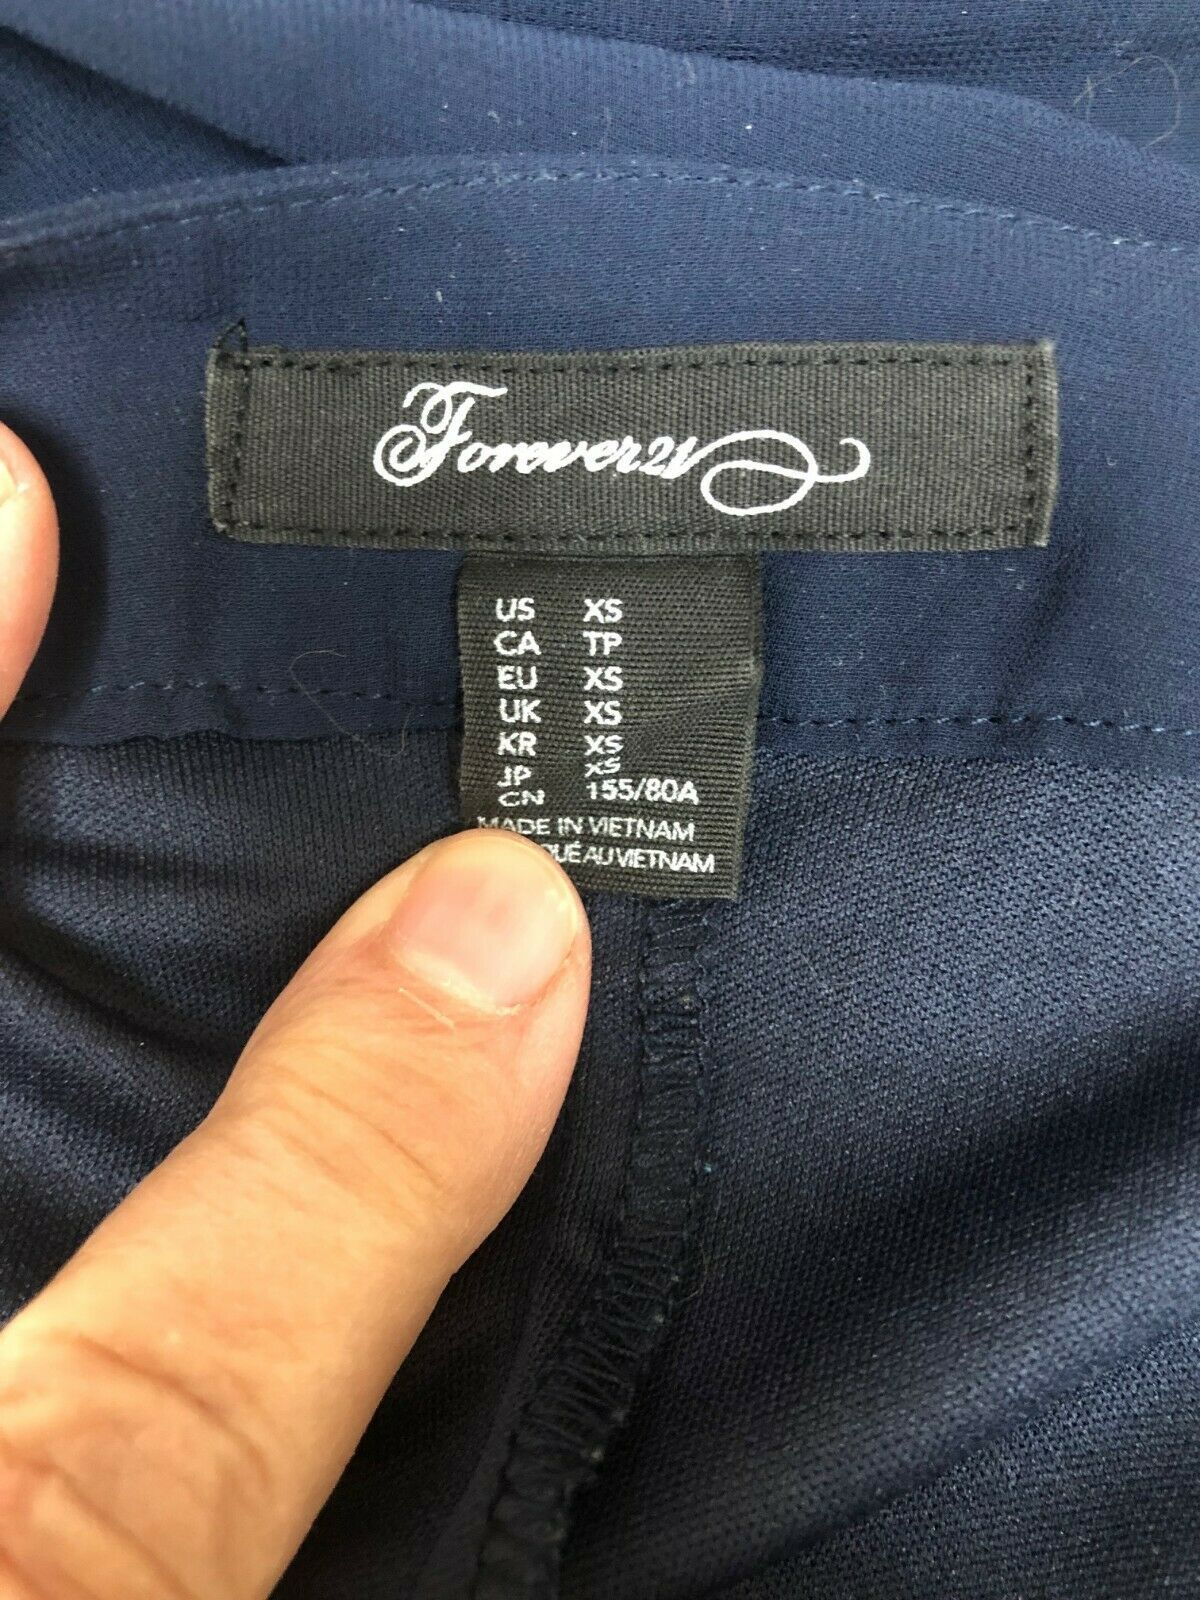 Forever21
US XS
CA TP
EU XS
UK XS
KR XS
JP XS
CN 155/80A
MADE IN VIETNAM
QUÉ AU VIETNAM